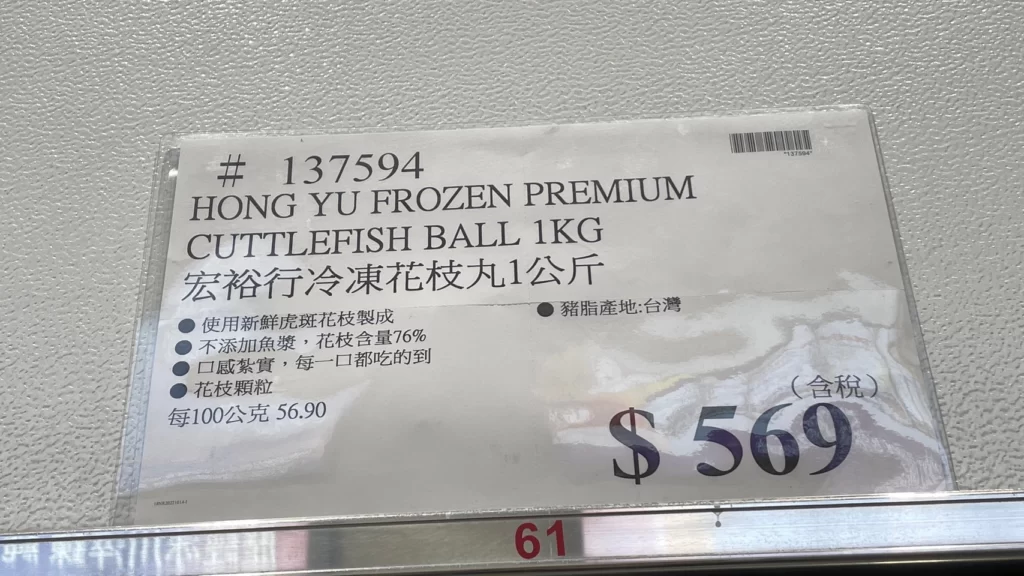 # 137594
*137594*
HONG YU FROZEN PREMIUM
CUTTLEFISH BALL 1KG
宏裕行冷凍花枝丸1公斤
● 使用新鮮虎斑花枝製成
● 不添加魚漿，花枝含量76%
● 口感紮實，每一口都吃的到
● 花枝顆粒
● 豬脂產地:台灣
每100公克 56.90
（含稅）
$ 569
61